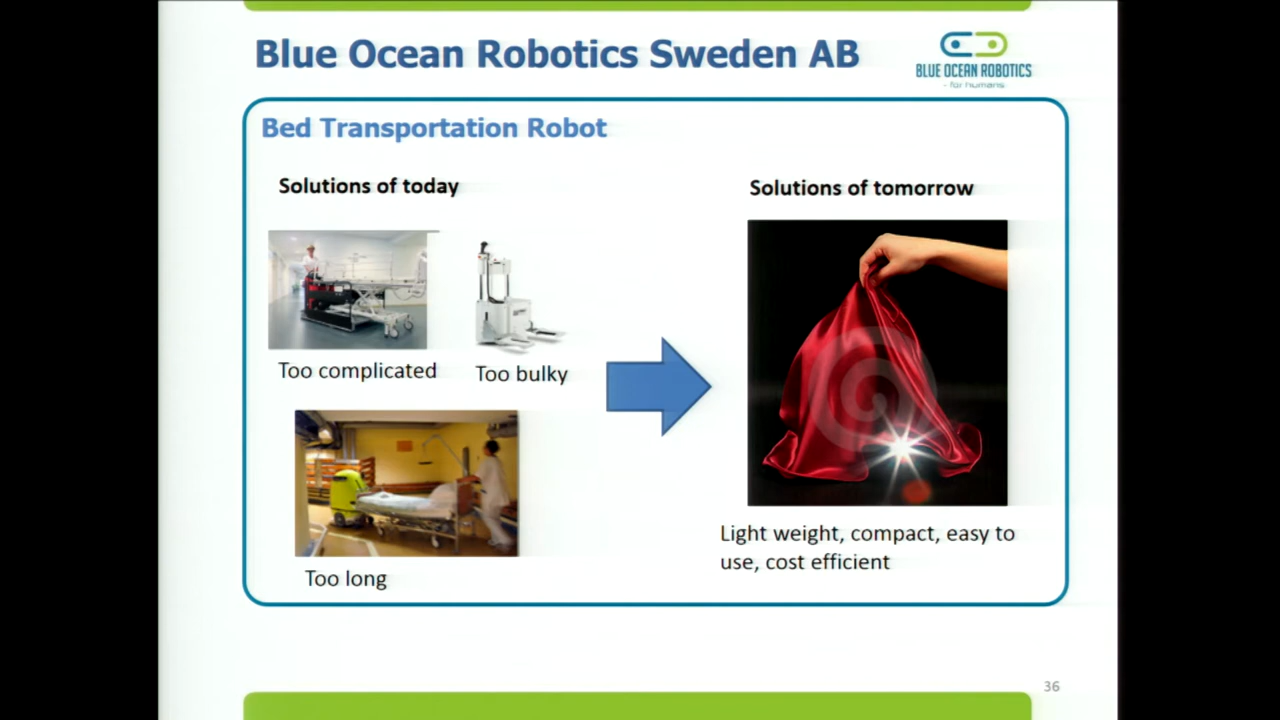 Blue Ocean Robotics Sweden AB
BLUE OCEAN ROBOTICS
- for humans
Bed Transportation Robot
Solutions of today
Solutions of tomorrow
Too complicated
Too bulky
Too long
Light weight, compact, easy to
use, cost efficient
36